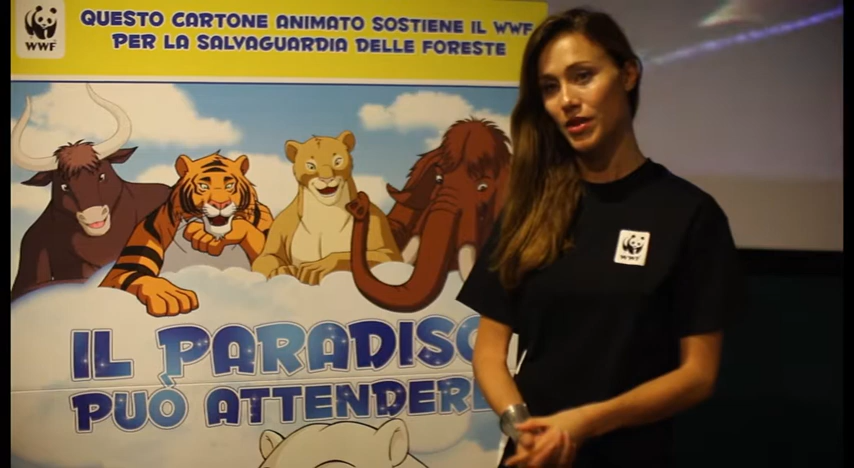 QUESTO CARTONE ANIMATO SOSTIENE IL WWF
PER LA SALVAGUARDIA DELLE FORESTE
WWF
IL PARADISO
PUÒ ATTENDERE
WWF